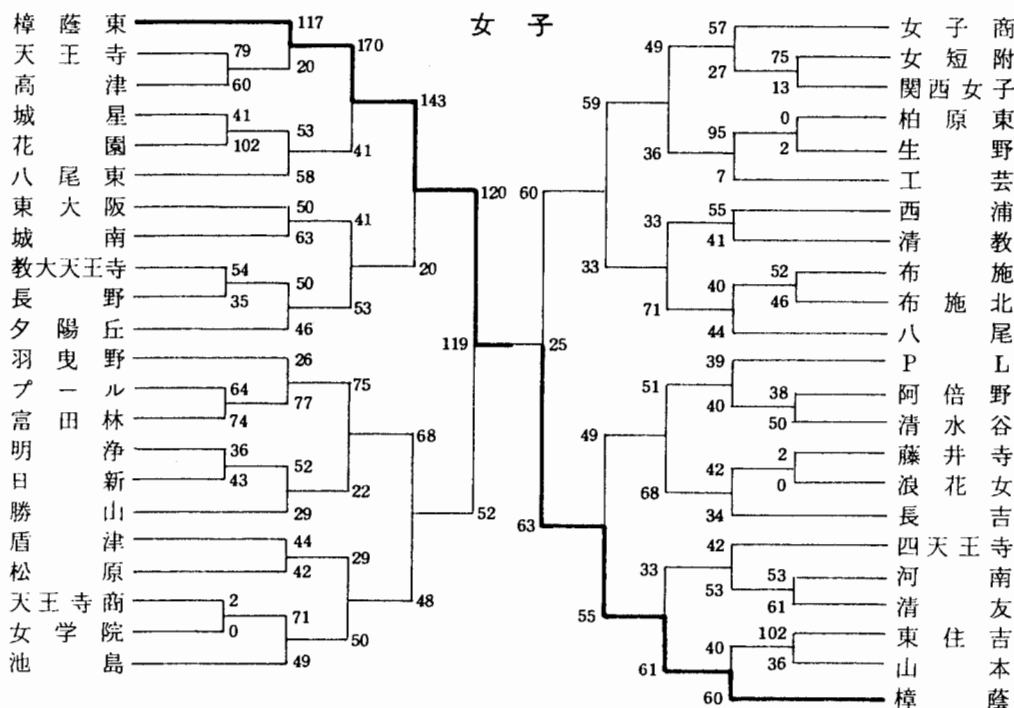 女子
樟蔭東
天王寺
高津
城星
花園
八尾東
東大阪
城南
教大天王寺
長野
夕陽丘
羽曳野
プール
富田林
明浄
日新
勝山
盾津
松原
天王寺商
女学院
池島
117
79
20
60
170
41
102
53
58
41
143
50
63
41
54
35
50
46
53
20
120
26
64
74
77
75
36
43
52
29
22
68
44
42
29
2
0
71
49
50
48
52
119
25
60
63
59
33
49
36
57
27
75
13
95
0
2
7
33
71
55
41
40
52
46
44
49
55
51
68
39
40
38
50
42
2
0
34
33
61
42
53
53
61
40
102
36
60
女子商
女短附
関西女子
柏原東
生野
工芸
西浦
清教
布施
布施北
八尾
PL
阿倍野
清水谷
藤井寺
浪花女
長吉
四天王寺
河南
清友
東住吉
山本
樟蔭